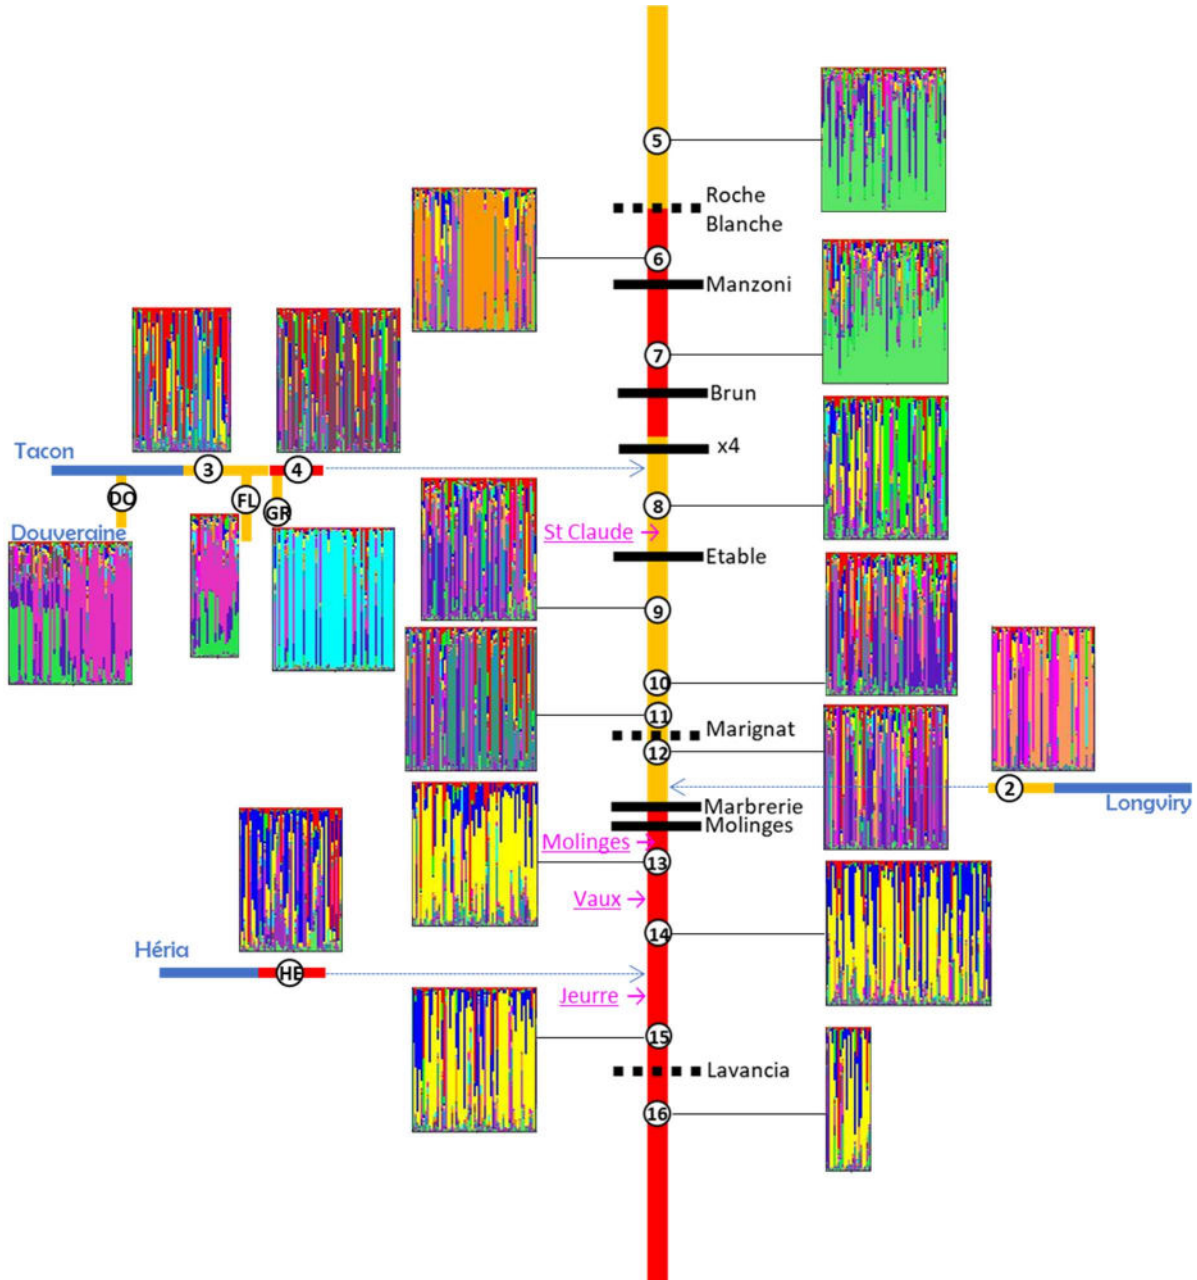 5
Roche
Blanche
6
Manzoni
7
Brun
x4
Tacon
3
4
DO
FL
GR
8
Douveraine
St Claude →
Etable
9
10
11
Marignat
12
2
Longviry
Marbrerie
Molinges
Molinges →
13
Vaux →
14
Héria
HE
Jeurre →
15
Lavancia
16